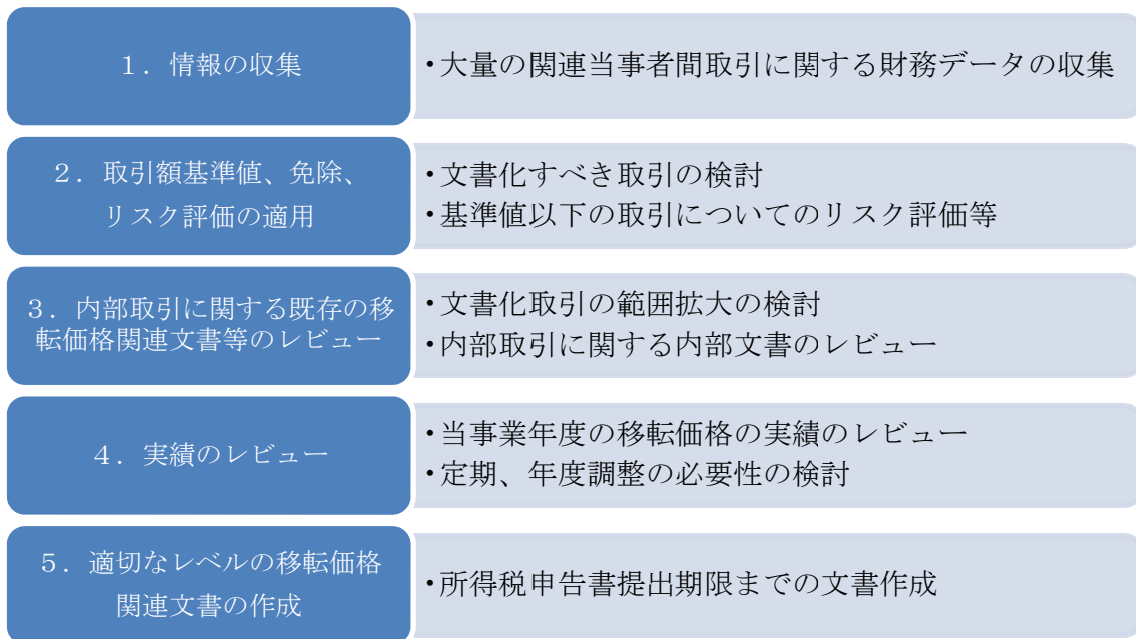 １．情報の収集
・大量の関連当事者間取引に関する財務データの収集
２．取引額基準値、免除、
リスク評価の適用
・文書化すべき取引の検討
・基準値以下の取引についてのリスク評価等
３．内部取引に関する既存の移
転価格関連文書等のレビュー
・文書化取引の範囲拡大の検討
・内部取引に関する内部文書のレビュー
４．実績のレビュー
・当事業年度の移転価格の実績のレビュー
・定期、年度調整の必要性の検討
５．適切なレベルの移転価格
関連文書の作成
・所得税申告書提出期限までの文書作成